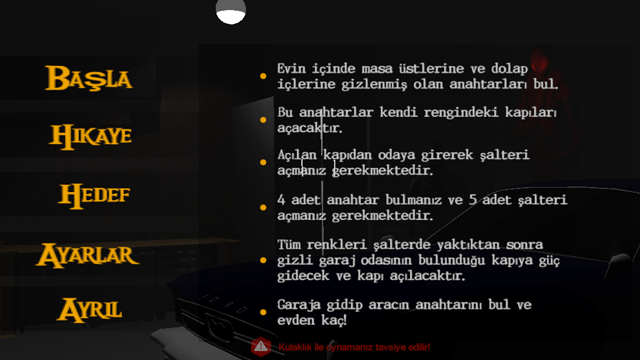 BAŞLA
HIKAYE
HEDEF
AYARLAR
AYRIL
Evin içinde masa üstlerine ve dolap
içlerine gizlenmiş olan anahtarları bul.
Bu anahtarlar kendi rengindeki kapıları
açacaktır.
Açılan kapıdan odaya girerek şalteri
açmanız gerekmektedir.
4 adet anahtar bulmanız ve 5 adet şalteri
açmanız gerekmektedir.
Tüm renkleri şalterde yaktıktan sonra
gizli garaj odasının bulunduğu kapıya güç
gidecek ve kapı açılacaktır.
Garaja gidip aracın anahtarını bul ve
evden kaç!
Kulaklık ile oynamanız tavsiye edilir!
FORD